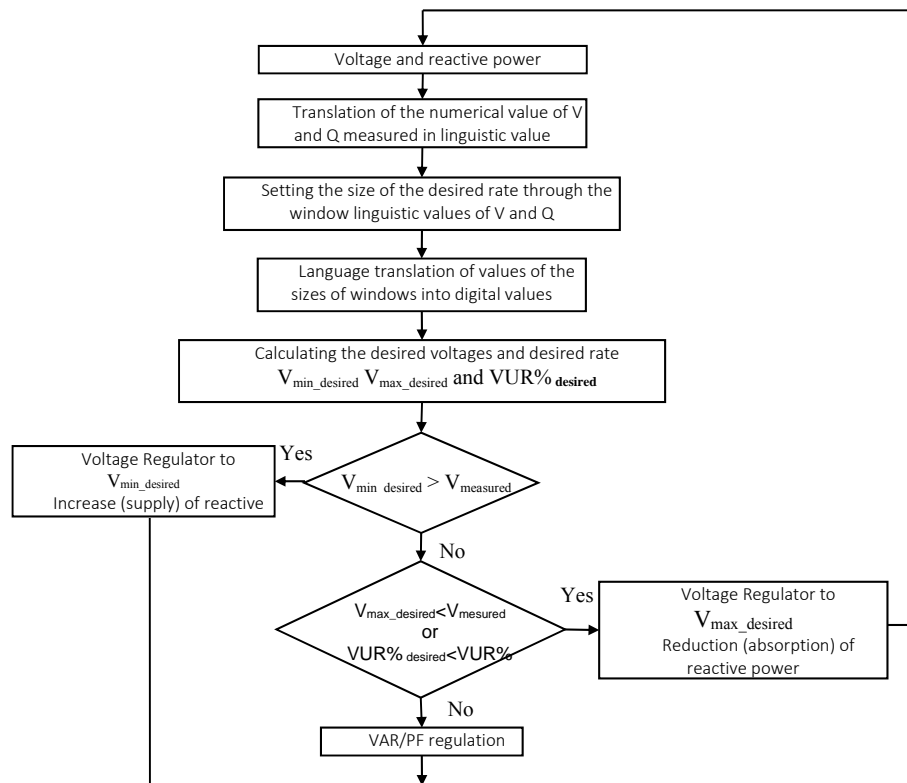 Voltage and reactive power
Translation of the numerical value of V
and Q measured in linguistic value
Setting the size of the desired rate through the
window linguistic values of V and Q
Language translation of values of the
sizes of windows into digital values
Calculating the desired voltages and desired rate
Vmin_desired Vmax_desired and VUR% desired
Yes
Voltage Regulator to
Vmin_desired
Increase (supply) of reactive
Vmin desired > Vmeasured
No
Vmax_desired<Vmesured
or
VUR% desired<VUR%
Yes
Voltage Regulator to
Vmax_desired
Reduction (absorption) of
reactive power
No
VAR/PF regulation